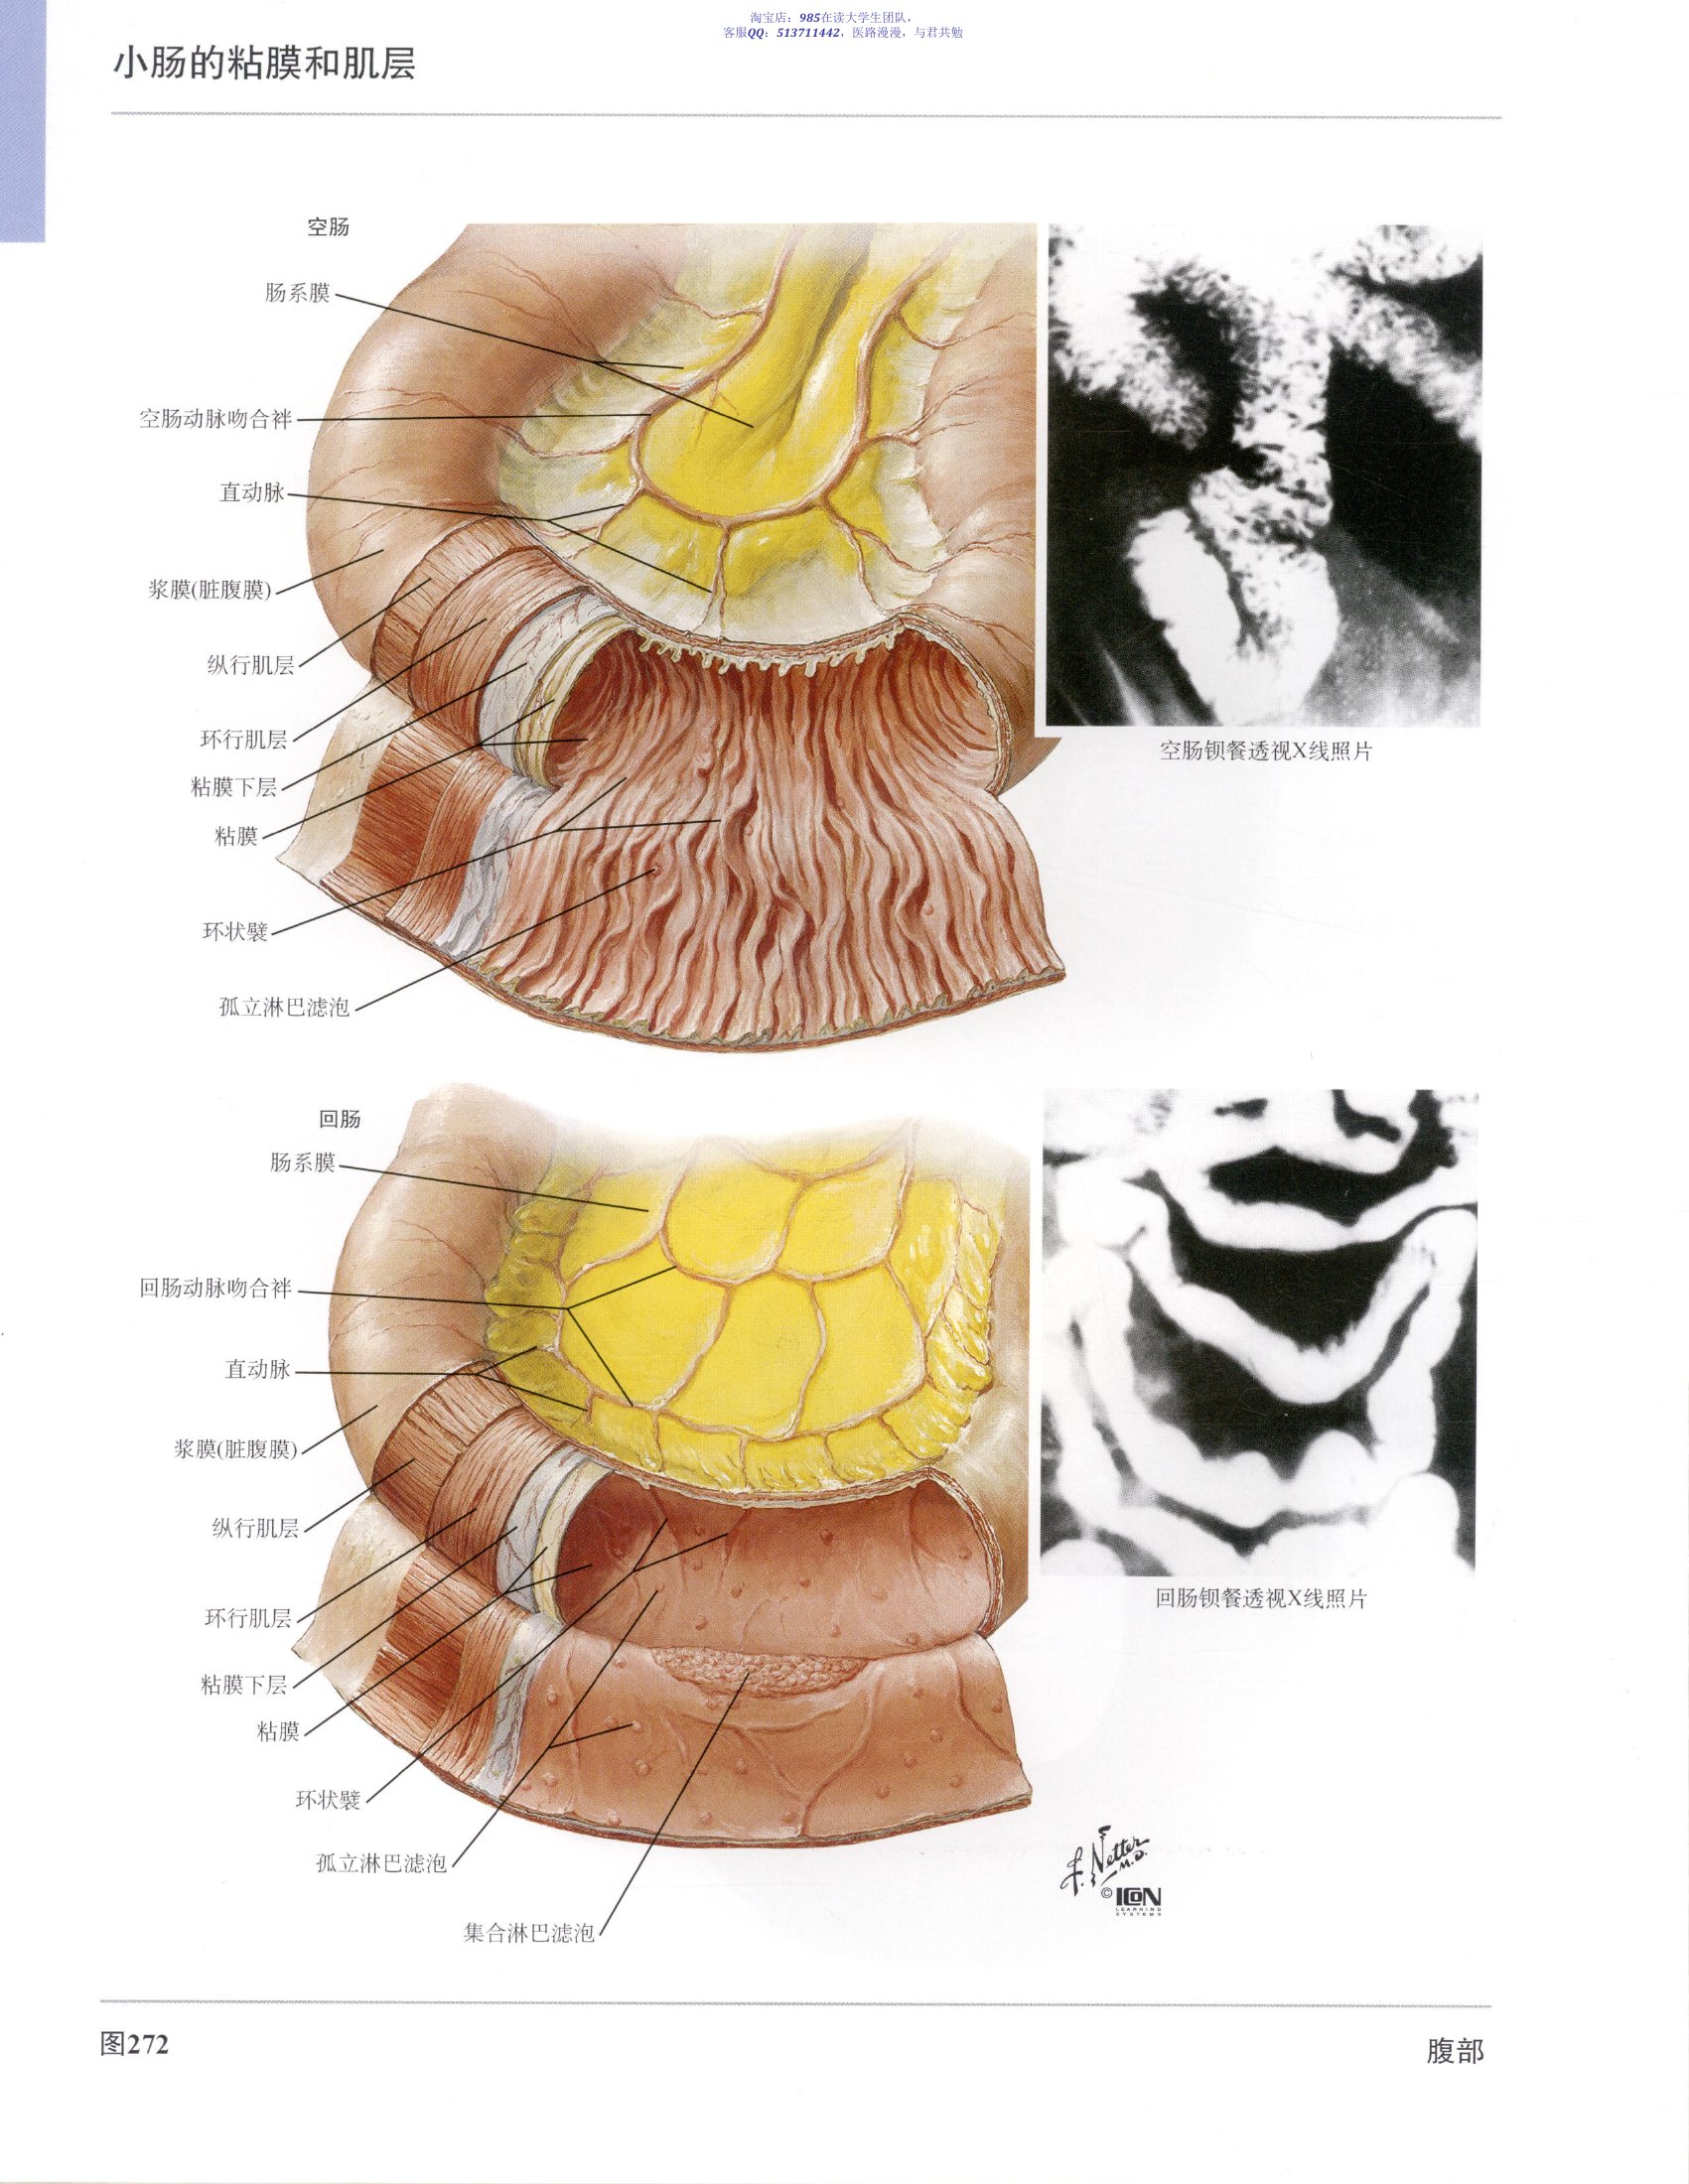 淘宝店：985在读大学生团队，
客服QQ：513711442，医路漫漫，与君共勉
小肠的粘膜和肌层
空肠
肠系膜
空肠动脉吻合袢
直动脉
浆膜(脏腹膜)
纵行肌层
环行肌层
粘膜下层
粘膜
环状襞
孤立淋巴滤泡
空肠钡餐透视X线照片
回肠
肠系膜
回肠动脉吻合袢
直动脉
浆膜(脏腹膜)
纵行肌层
环行肌层
粘膜下层
粘膜
环状襞
孤立淋巴滤泡
集合淋巴滤泡
回肠钡餐透视X线照片
F. Netter
M.D.
© ICON
LEARNING
SYSTEMS
图272
腹部